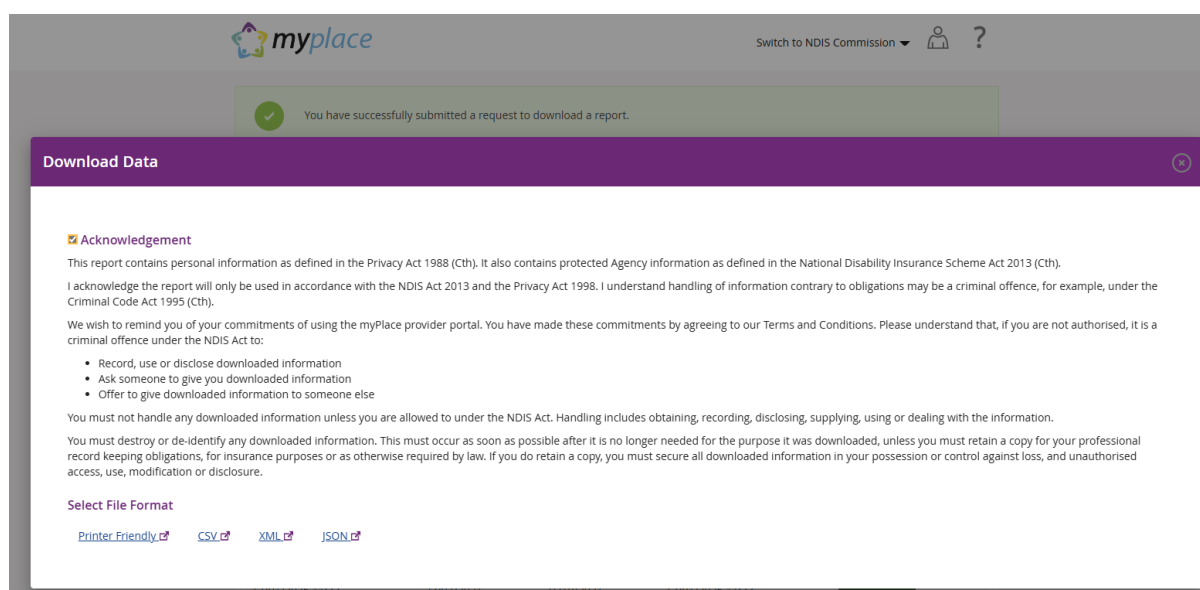 myplace
Switch to NDIS Commission
?
You have successfully submitted a request to download a report.
Download Data
Acknowledgement
This report contains personal information as defined in the Privacy Act 1988 (Cth). It also contains protected Agency information as defined in the National Disability Insurance Scheme Act 2013 (Cth).
I acknowledge the report will only be used in accordance with the NDIS Act 2013 and the Privacy Act 1998. I understand handling of information contrary to obligations may be a criminal offence, for example, under the
Criminal Code Act 1995 (Cth).
We wish to remind you of your commitments of using the myPlace provider portal. You have made these commitments by agreeing to our Terms and Conditions. Please understand that, if you are not authorised, it is a
criminal offence under the NDIS Act to:
• Record, use or disclose downloaded information
• Ask someone to give you downloaded information
• Offer to give downloaded information to someone else
You must not handle any downloaded information unless you are allowed to under the NDIS Act. Handling includes obtaining, recording, disclosing, supplying, using or dealing with the information.
You must destroy or de-identify any downloaded information. This must occur as soon as possible after it is no longer needed for the purpose it was downloaded, unless you must retain a copy for your professional
record keeping obligations, for insurance purposes or as otherwise required by law. If you do retain a copy, you must secure all downloaded information in your possession or control against loss, and unauthorised
access, use, modification or disclosure.
Select File Format
Printer Friendly CSV XML JSON